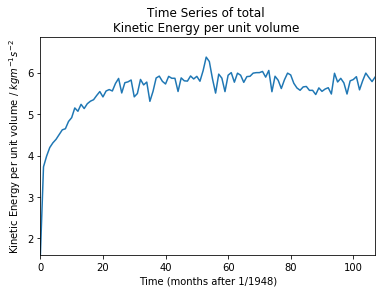 Time Series of total
Kinetic Energy per unit volume
Kinetic Energy per unit volume / kgm⁻¹s⁻²
6
5
4
3
2
0 20 40 60 80 100
Time (months after 1/1948)